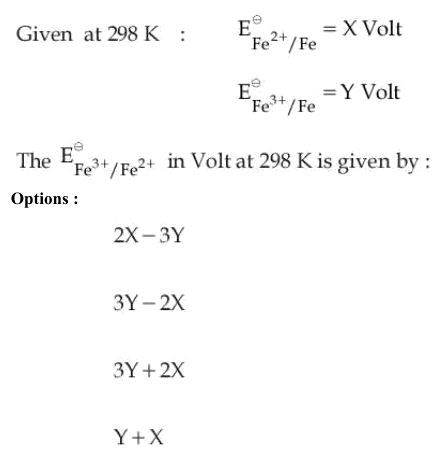 Given at 298 K : E⊖Fe2+/Fe = X Volt
E⊖Fe3+/Fe = Y Volt
The E⊖Fe3+/Fe2+ in Volt at 298 K is given by :
Options :
2X – 3Y
3Y – 2X
3Y + 2X
Y + X